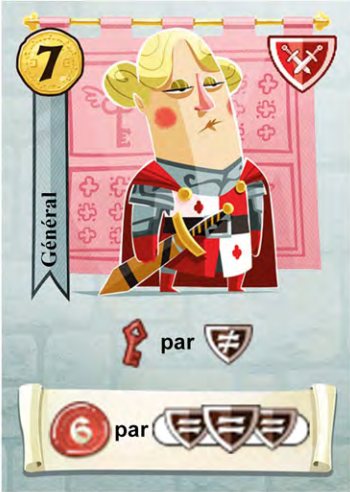 7
Général
par ≠
6 par = = =